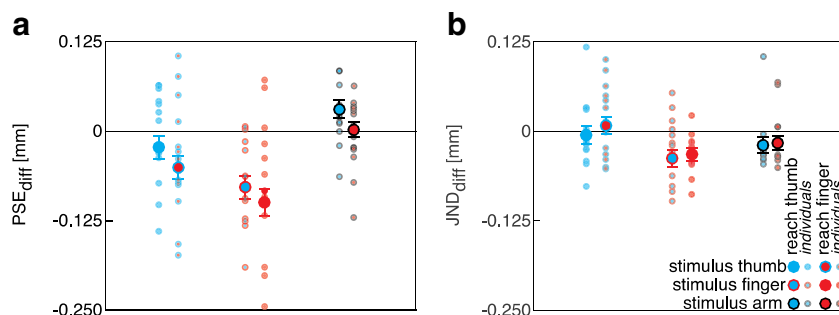 a
0.125
0
-0.125
-0.250
PSEdiff [mm]
b
0.125
0
-0.125
-0.250
JNDdiff [mm]
reach thumb
individuals
reach finger
individuals
stimulus thumb
stimulus finger
stimulus arm